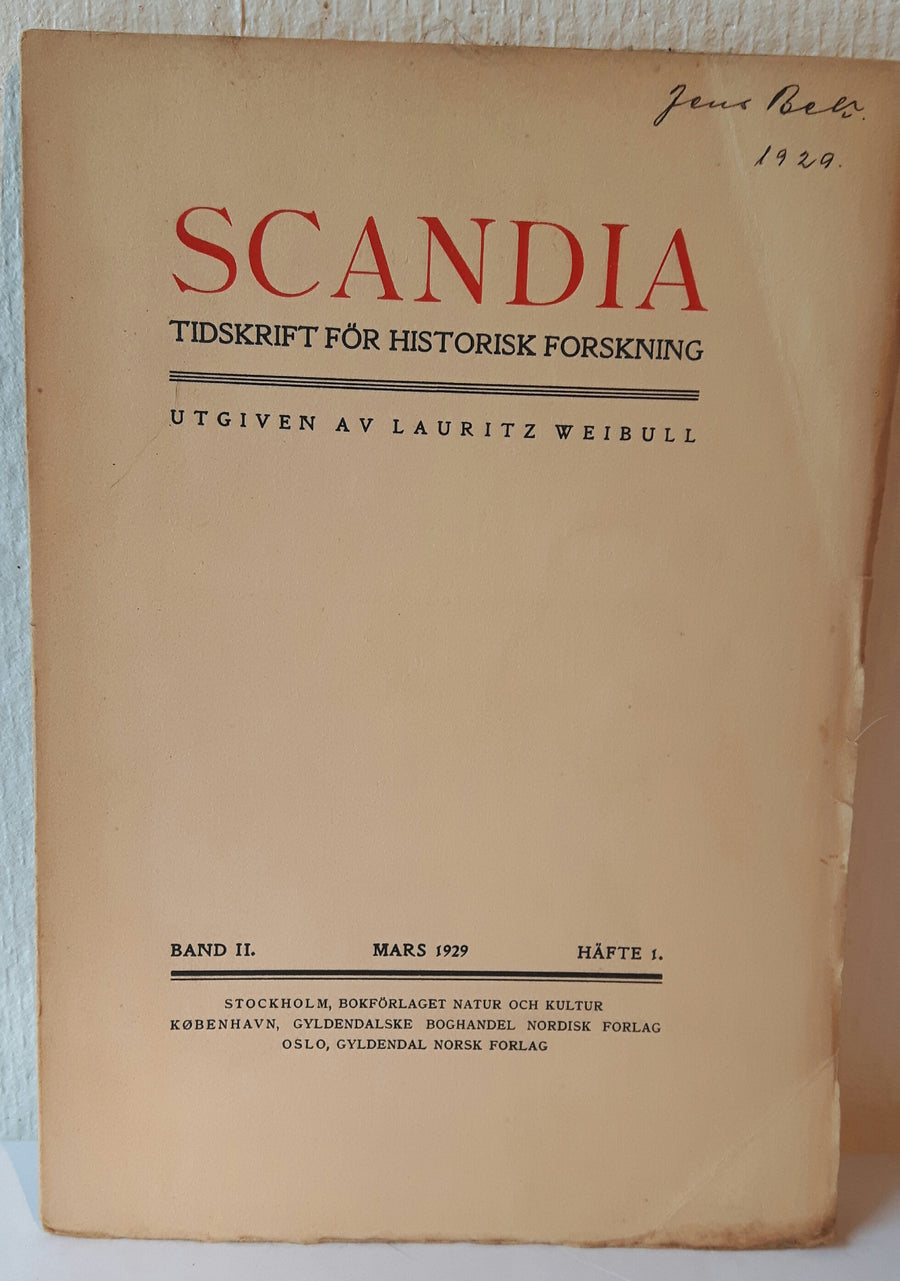 Jens
1929.
SCANDIA
TIDSKRIFT FÖR HISTORISK FORSKNING
UTGIVEN AV LAURITZ WEIBULL
BAND II. MARS 1929 HÄFTE 1.
STOCKHOLM, BOKFÖRLAGET NATUR OCH KULTUR
KØBENHAVN, GYLDENDALSKE BOGHANDEL NORDISK FORLAG
OSLO, GYLDENDAL NORSK FORLAG